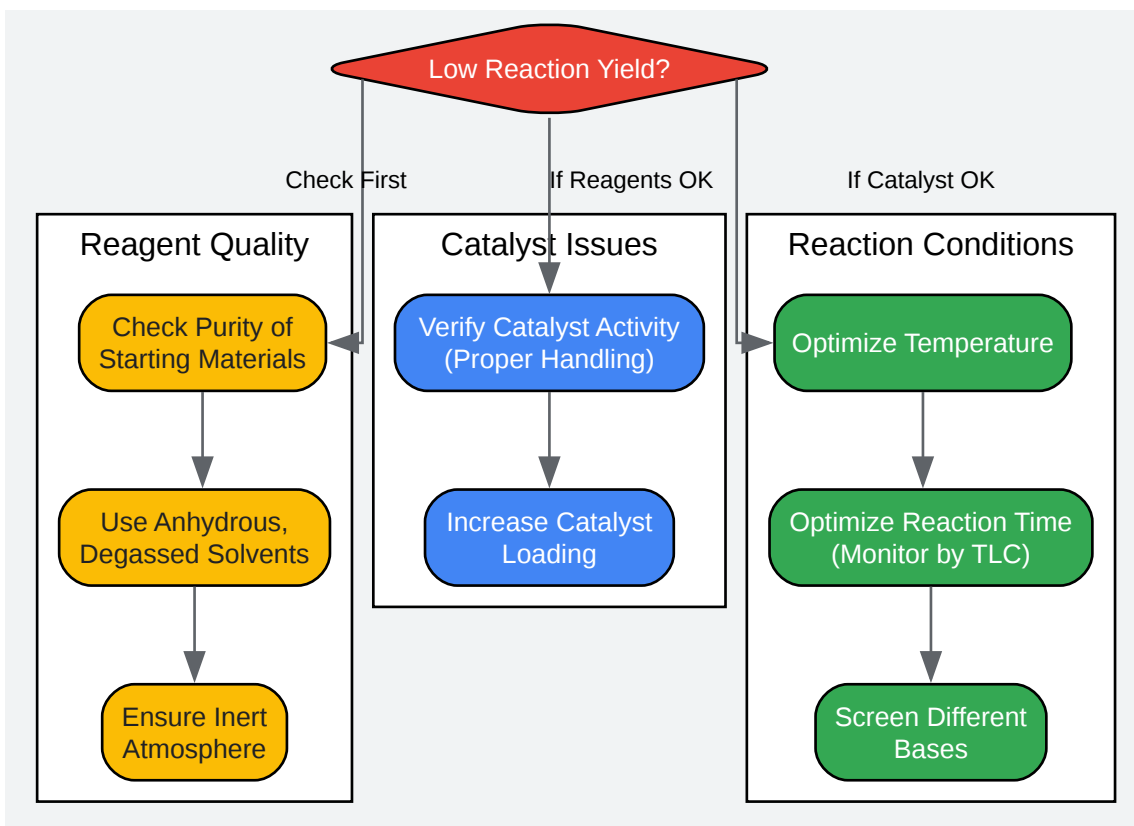 Low Reaction Yield?
Check First
If Reagents OK
If Catalyst OK
Reagent Quality
Check Purity of
Starting Materials
Use Anhydrous,
Degassed Solvents
Ensure Inert
Atmosphere
Catalyst Issues
Verify Catalyst Activity
(Proper Handling)
Increase Catalyst
Loading
Reaction Conditions
Optimize Temperature
Optimize Reaction Time
(Monitor by TLC)
Screen Different
Bases